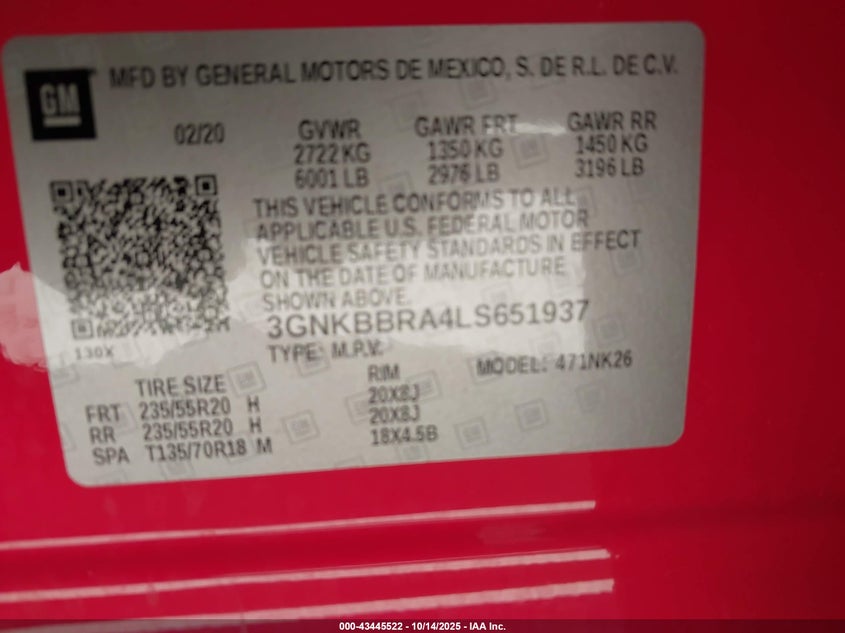 MFD BY GENERAL MOTORS DE MEXICO, S. DE R.L. DE C.V.
GM
02/20
GVWR GAWR FRT GAWR RR
2722 KG 1350 KG 1450 KG
6001 LB 2976 LB 3196 LB
THIS VEHICLE CONFORMS TO ALL
APPLICABLE U.S. FEDERAL MOTOR
VEHICLE SAFETY STANDARDS IN EFFECT
ON THE DATE OF MANUFACTURE
SHOWN ABOVE.
3GNKBBRA4LS651937
130X
TYPE: M.P.V. MODEL: 471NK26
TIRE SIZE RIM
FRT 235/55R20 H 20X8J
RR 235/55R20 H 20X8J
SPA T135/70R18 M 18X4.5B
000-43445522 - 10/14/2025 - IAA Inc.